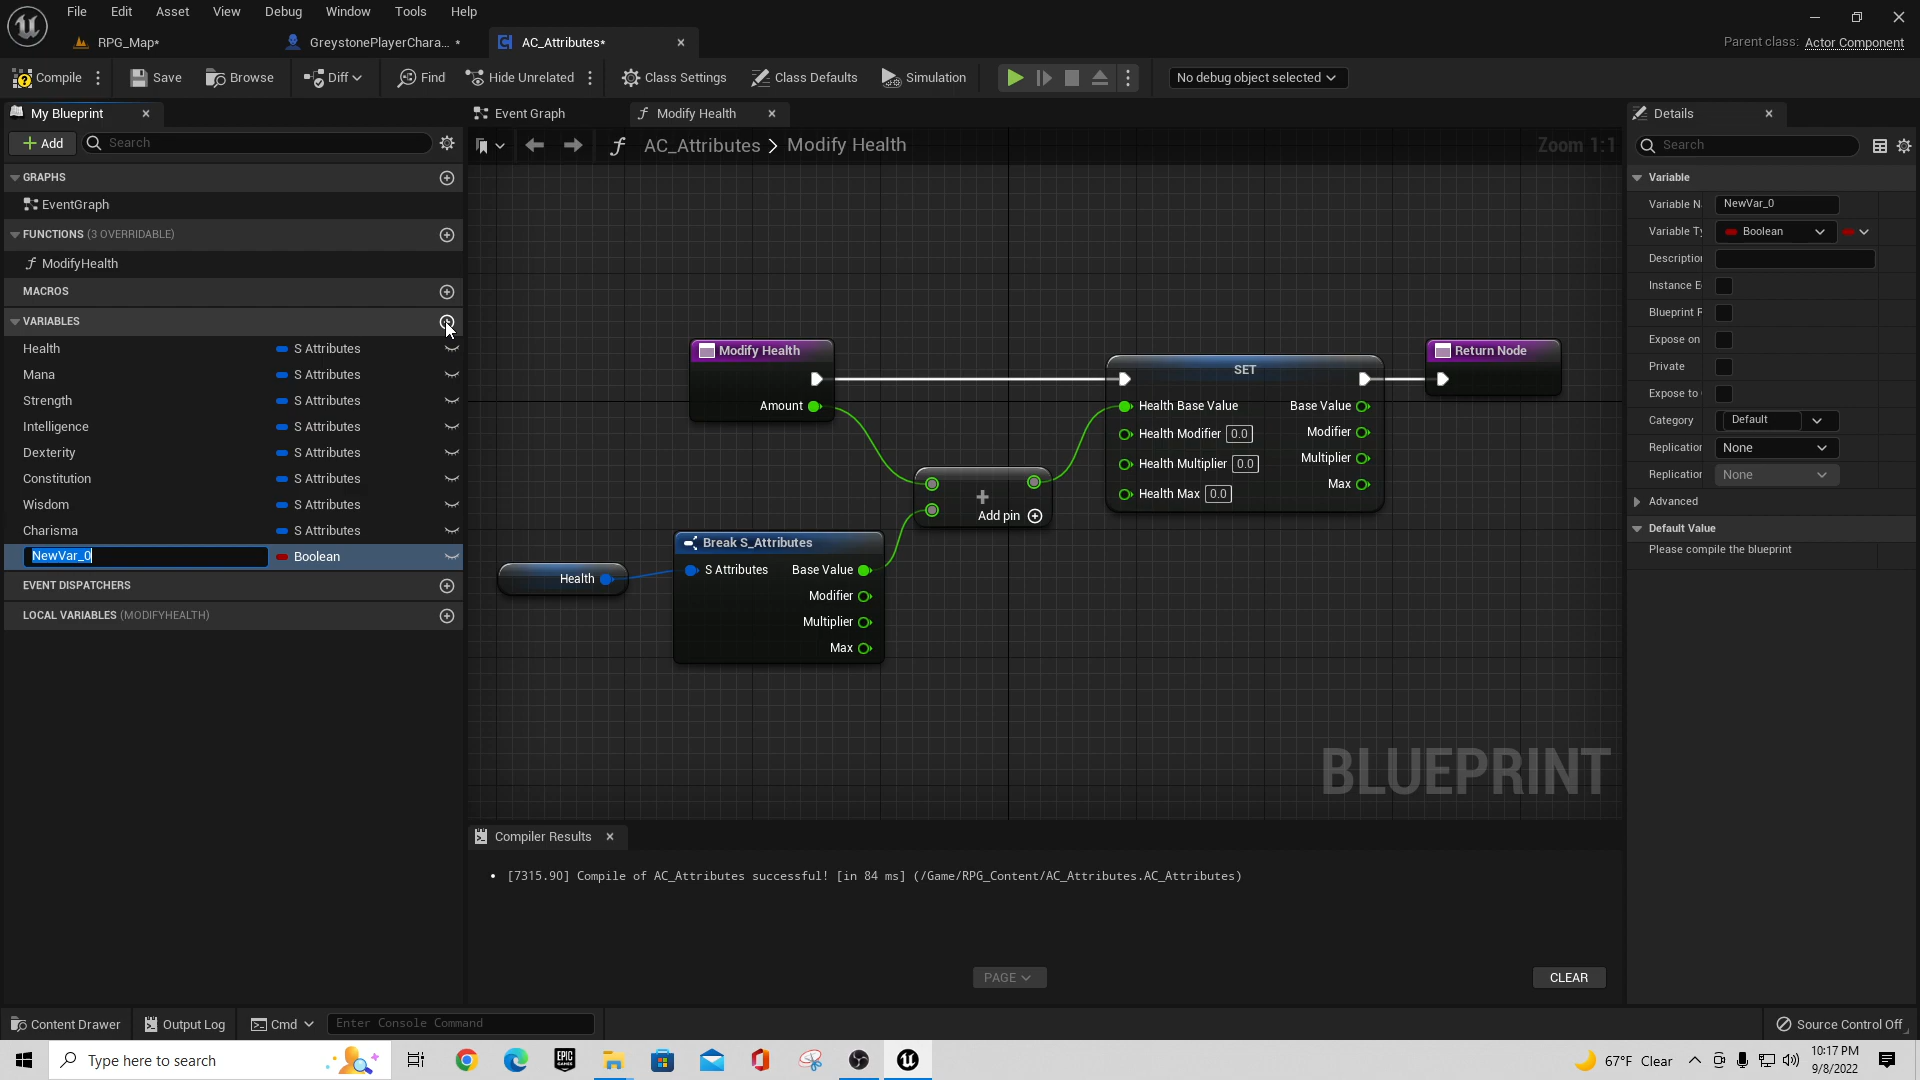 File Edit Asset View Debug Window Tools Help
RPG_Map* GreystonePlayerChara... * AC_Attributes*
Parent class: Actor Component
Compile Save Browse Diff Find Hide Unrelated Class Settings Class Defaults Simulation No debug object selected
My Blueprint Event Graph Modify Health Details
Add Search
AC_Attributes > Modify Health
Zoom 1:1
Search
GRAPHS
EventGraph
FUNCTIONS (3 OVERRIDABLE)
ModifyHealth
MACROS
VARIABLES
Health S Attributes
Mana S Attributes
Strength S Attributes
Intelligence S Attributes
Dexterity S Attributes
Constitution S Attributes
Wisdom S Attributes
Charisma S Attributes
NewVar_0 Boolean
EVENT DISPATCHERS
LOCAL VARIABLES (MODIFYHEALTH)
Modify Health
Amount
Health
Break S_Attributes
S Attributes Base Value
Modifier
Multiplier
Max
+
Add pin
SET
Health Base Value Base Value
Health Modifier 0.0 Modifier
Health Multiplier 0.0 Multiplier
Health Max 0.0 Max
Return Node
BLUEPRINT
Variable
Variable N NewVar_0
Variable Ty Boolean
Description
Instance E
Blueprint R
Expose on
Private
Expose to
Category Default
Replication None
Replication None
Advanced
Default Value
Please compile the blueprint
Compiler Results
• [7315.90] Compile of AC_Attributes successful! [in 84 ms] (/Game/RPG_Content/AC_Attributes.AC_Attributes)
PAGE CLEAR
Content Drawer Output Log Cmd Enter Console Command Source Control Off
Type here to search EPIC GAMES 67°F Clear 10:17 PM
9/8/2022